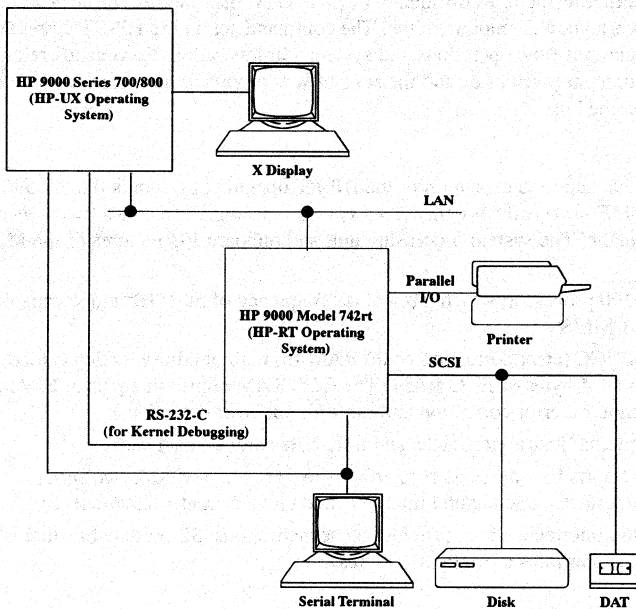 HP 9000 Series 700/800
(HP-UX Operating
System)
X Display
LAN
HP 9000 Model 742rt
(HP-RT Operating
System)
Parallel
I/O
Printer
SCSI
RS-232-C
(for Kernel Debugging)
Serial Terminal
Disk
DAT